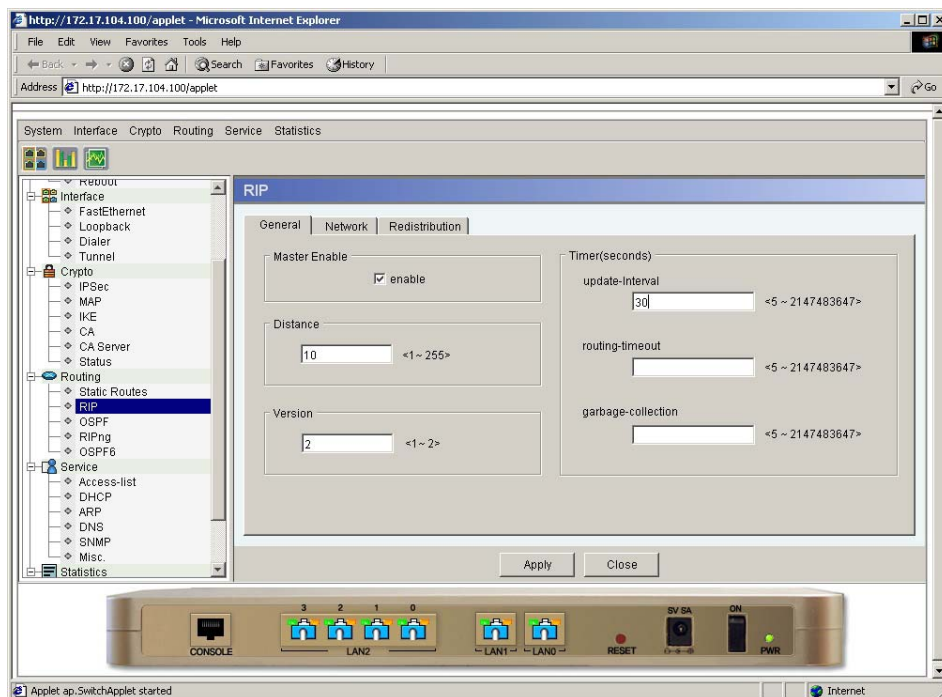 http://172.17.104.100/applet - Microsoft Internet Explorer
File Edit View Favorites Tools Help
Back Search Favorites History
Address http://172.17.104.100/applet Go
System Interface Crypto Routing Service Statistics
Reboot
Interface
FastEthernet
Loopback
Dialer
Tunnel
Crypto
IPSec
MAP
IKE
CA
CA Server
Status
Routing
Static Routes
RIP
OSPF
RIPng
OSPF6
Service
Access-list
DHCP
ARP
DNS
SNMP
Misc.
Statistics
RIP
General Network Redistribution
Master Enable
enable
Distance
10 <1~ 255>
Version
2 <1~ 2>
Timer(seconds)
update-Interval
30 <5 ~ 2147483647>
routing-timeout
<5 ~ 2147483647>
garbage-collection
<5 ~ 2147483647>
Apply Close
3 2 1 0
CONSOLE LAN2 LAN1 LAN0 RESET 5V 5A ON PWR
Applet ap.SwitchApplet started Internet